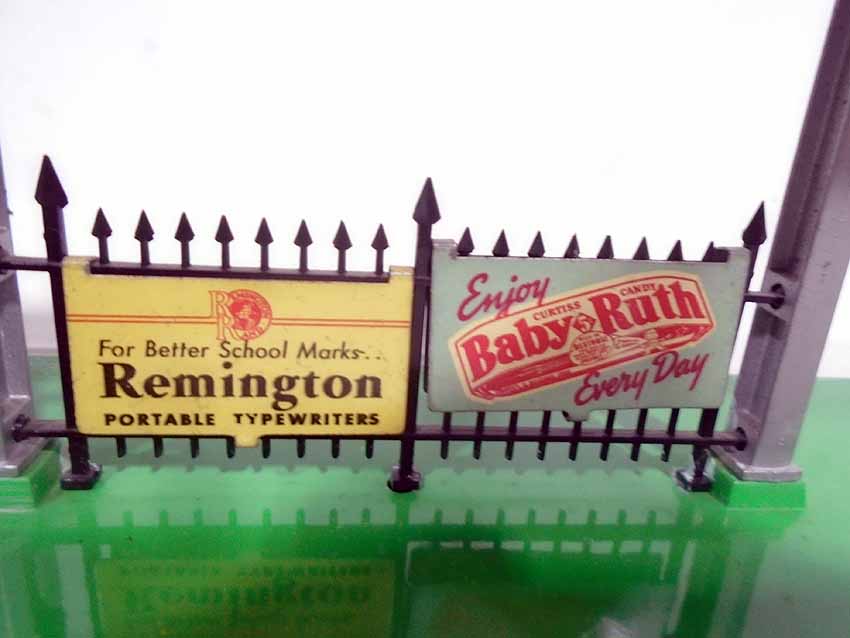 For Better School Marks...
Remington
PORTABLE TYPEWRITERS
Enjoy
CURTISS CANDY
Baby Ruth
Every Day